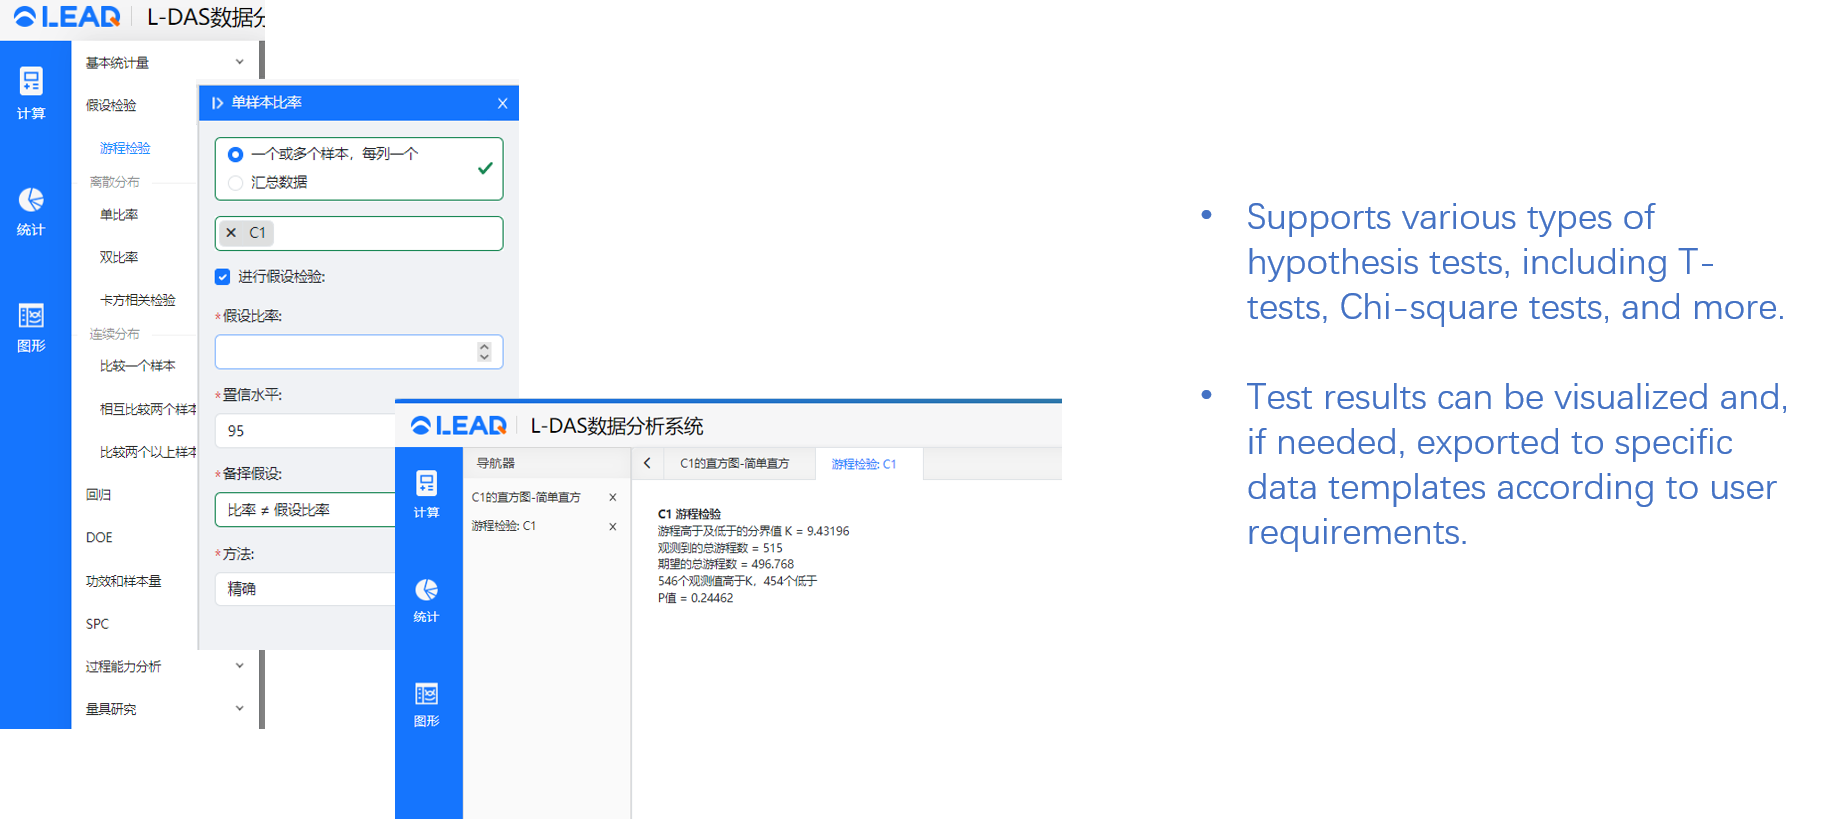 LEAQ L-DAS数据分
计算
统计
图形
基本统计量
假设检验
游程检验
离散分布
单比率
双比率
卡方相关检验
连续分布
比较一个样本
相互比较两个样本
比较两个以上样本
回归
DOE
功效和样本量
SPC
过程能力分析
量具研究
单样本比率
一个或多个样本，每列一个
汇总数据
C1
进行假设检验:
*假设比率:
*置信水平:
95
*备择假设:
比率 ≠ 假设比率
*方法:
精确
LEAQ L-DAS数据分析系统
计算
统计
图形
导航器
C1的直方图-简单直方
游程检验: C1
C1的直方图-简单直方 游程检验: C1
C1 游程检验
游程高于及低于的分界值 K = 9.43196
观测到的总游程数 = 515
期望的总游程数 = 496.768
546个观测值高于K，454个低于
P值 = 0.24462
• Supports various types of
hypothesis tests, including T-
tests, Chi-square tests, and more.
• Test results can be visualized and,
if needed, exported to specific
data templates according to user
requirements.